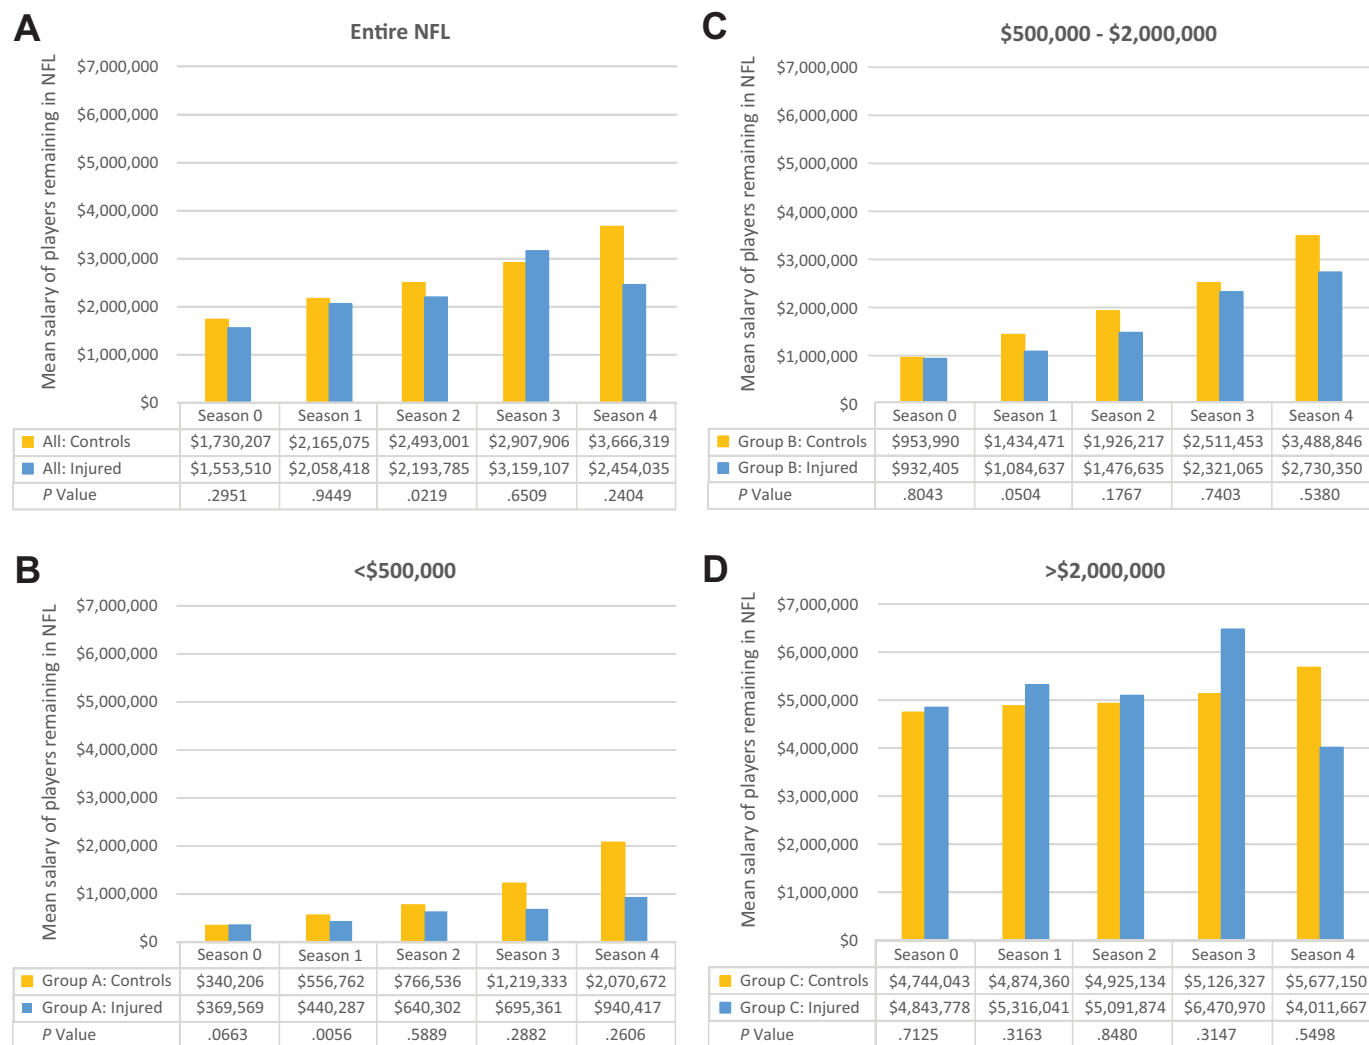 A
Entire NFL
Mean salary of players remaining in NFL
$7,000,000
$6,000,000
$5,000,000
$4,000,000
$3,000,000
$2,000,000
$1,000,000
$0
Season 0 Season 1 Season 2 Season 3 Season 4
All: Controls $1,730,207 $2,165,075 $2,493,001 $2,907,906 $3,666,319
All: Injured $1,553,510 $2,058,418 $2,193,785 $3,159,107 $2,454,035
P Value .2951 .9449 .0219 .6509 .2404
B
<$500,000
Mean salary of players remaining in NFL
$7,000,000
$6,000,000
$5,000,000
$4,000,000
$3,000,000
$2,000,000
$1,000,000
$0
Season 0 Season 1 Season 2 Season 3 Season 4
Group A: Controls $340,206 $556,762 $766,536 $1,219,333 $2,070,672
Group A: Injured $369,569 $440,287 $640,302 $695,361 $940,417
P Value .0663 .0056 .5889 .2882 .2606
C
$500,000 - $2,000,000
Mean salary of players remaining in NFL
$7,000,000
$6,000,000
$5,000,000
$4,000,000
$3,000,000
$2,000,000
$1,000,000
$0
Season 0 Season 1 Season 2 Season 3 Season 4
Group B: Controls $953,990 $1,434,471 $1,926,217 $2,511,453 $3,488,846
Group B: Injured $932,405 $1,084,637 $1,476,635 $2,321,065 $2,730,350
P Value .8043 .0504 .1767 .7403 .5380
D
>$2,000,000
Mean salary of players remaining in NFL
$7,000,000
$6,000,000
$5,000,000
$4,000,000
$3,000,000
$2,000,000
$1,000,000
$0
Season 0 Season 1 Season 2 Season 3 Season 4
Group C: Controls $4,744,043 $4,874,360 $4,925,134 $5,126,327 $5,677,150
Group C: Injured $4,843,778 $5,316,041 $5,091,874 $6,470,970 $4,011,667
P Value .7125 .3163 .8480 .3147 .5498